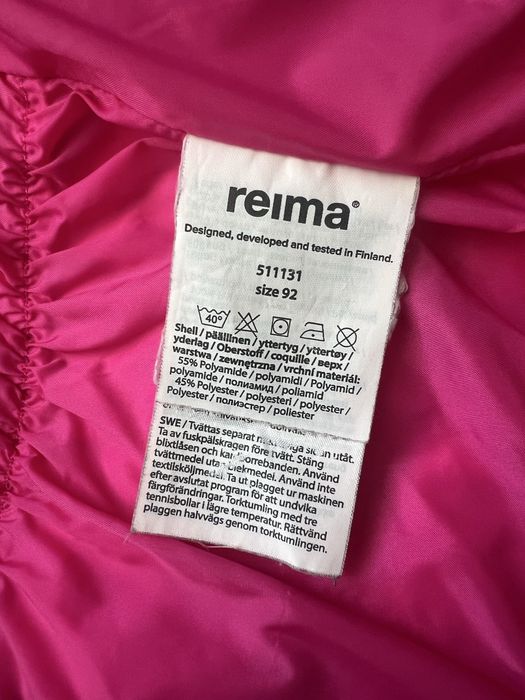 reima®
Designed, developed and tested in Finland.
511131
size 92
40°
Shell / päällinen / yttertyg / yttertøy /
yderlag / Oberstoff / coquille / верх /
warstwa / zewnętrzna / vrchní materiál:
55% Polyamide / polyamidi / Polyamid /
polyamide / полиамид / poliamid
45% Polyester / polyesteri / polyester /
Polyester / полиэстер / poliester
SWE / Tvättas separat utåt.
Ta av fuskpälskragen före tvätt. Stäng
blixtlåsen och kardborrebanden. Använd
tvättmedel utan blekmedel. Använd inte
textilsköljmedel. Ta ut plagget ur maskinen
efter avslutat program för att undvika
färgförändringar. Torktumling med tre
tennisbollar i lägre temperatur. Rättvänd
plaggen halvvägs genom torktumlingen.